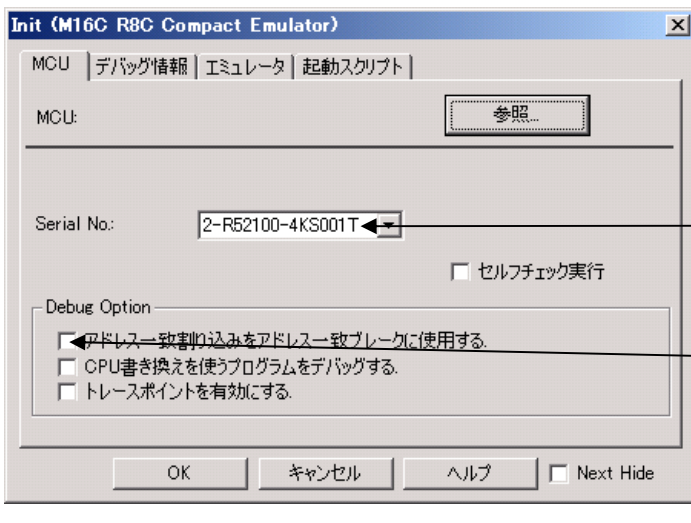 Init (M16C R8C Compact Emulator)
MCU デバッグ情報 エミュレータ 起動スクリプト
MCU: 参照...
Serial No.: 2-R52100-4KS001T
セルフチェック実行
Debug Option
アドレス一致割り込みをアドレス一致ブレークに使用する.
CPU書き換えを使うプログラムをデバッグする.
トレースポイントを有効にする.
OK キャンセル ヘルプ Next Hide